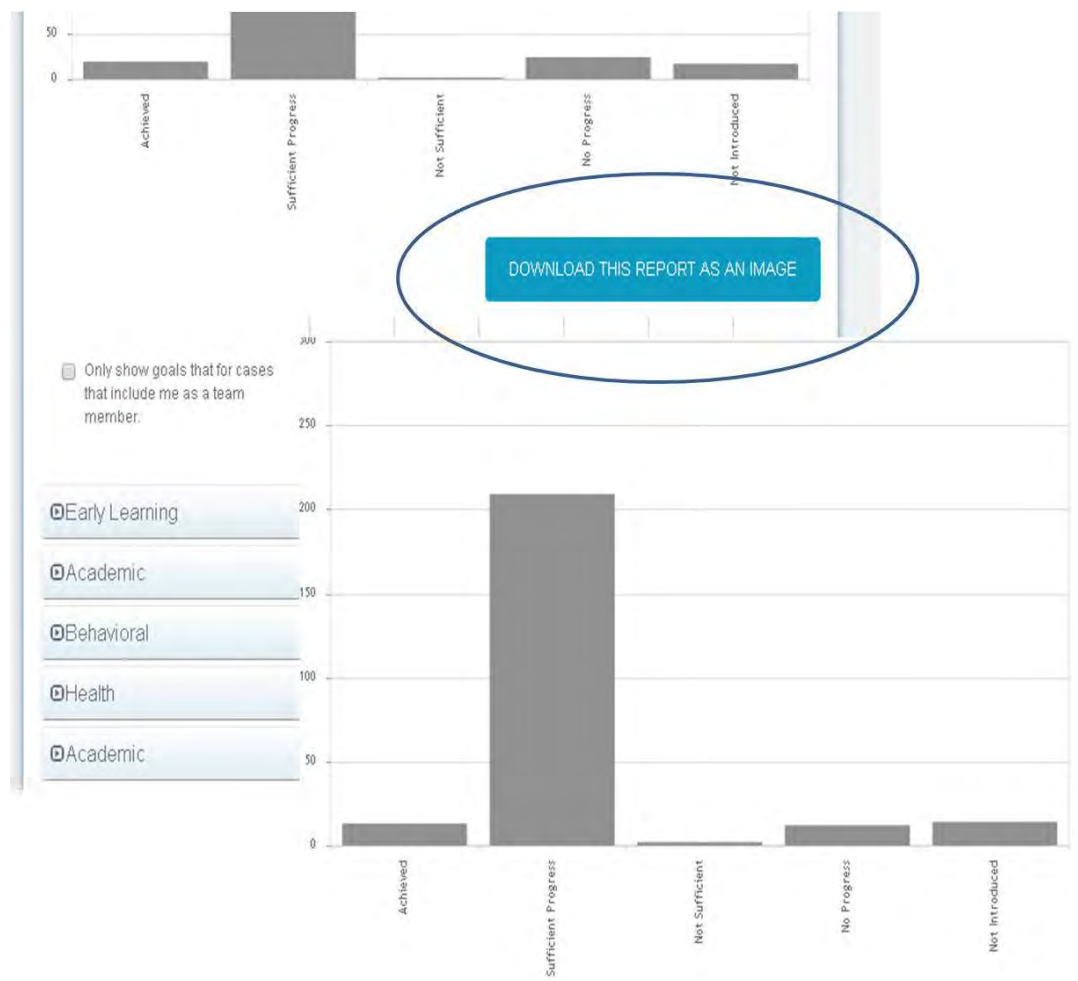 50
0
Achieved
Sufficient Progress
Not Sufficient
No Progress
Not Introduced
DOWNLOAD THIS REPORT AS AN IMAGE
Only show goals that for cases
that include me as a team
member.
Early Learning
Academic
Behavioral
Health
Academic
300
250
200
150
100
50
0
Achieved
Sufficient Progress
Not Sufficient
No Progress
Not Introduced